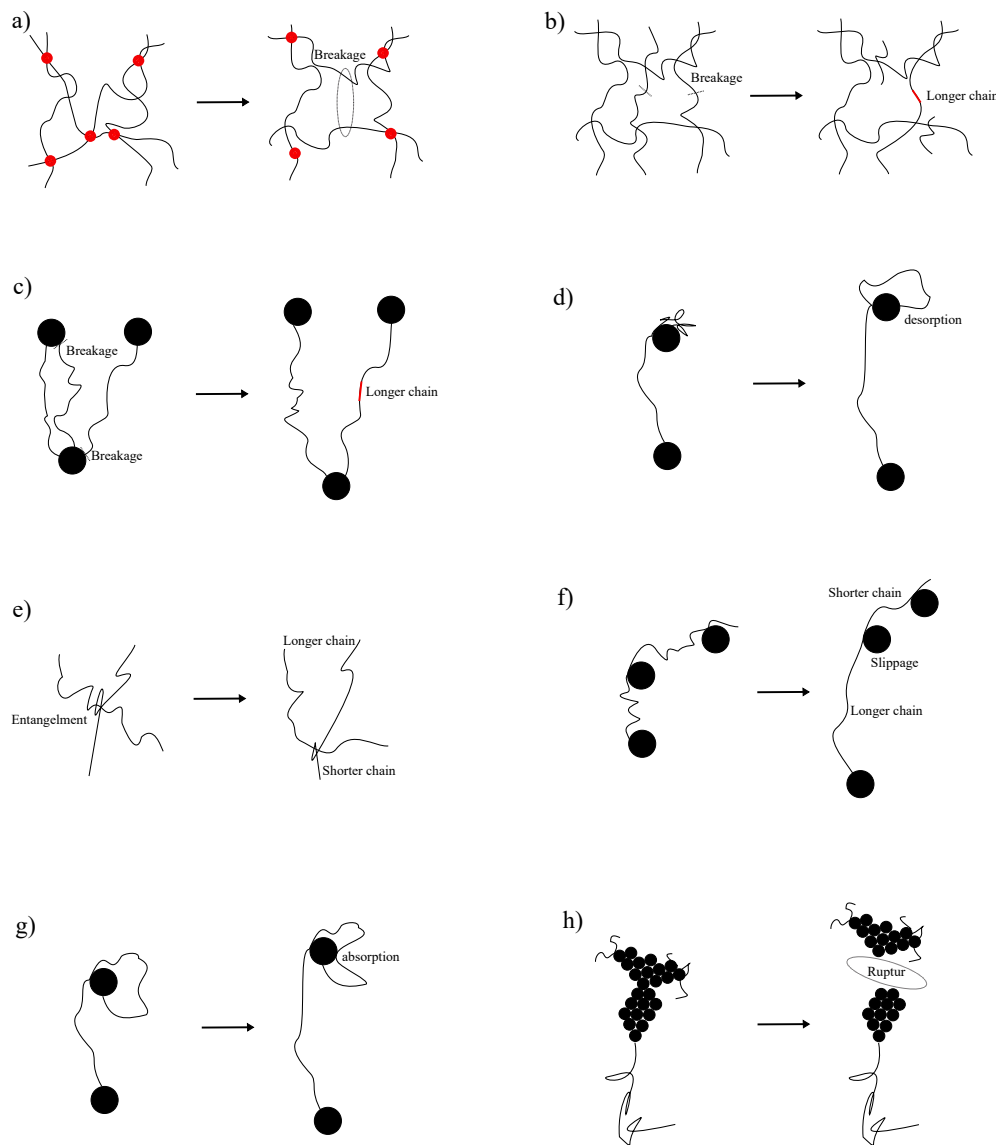 a)
Breakage
b)
Breakage
Longer chain
c)
Breakage
Breakage
Longer chain
d)
desorption
e)
Entangelment
Longer chain
Shorter chain
f)
Shorter chain
Slippage
Longer chain
g)
absorption
h)
Ruptur